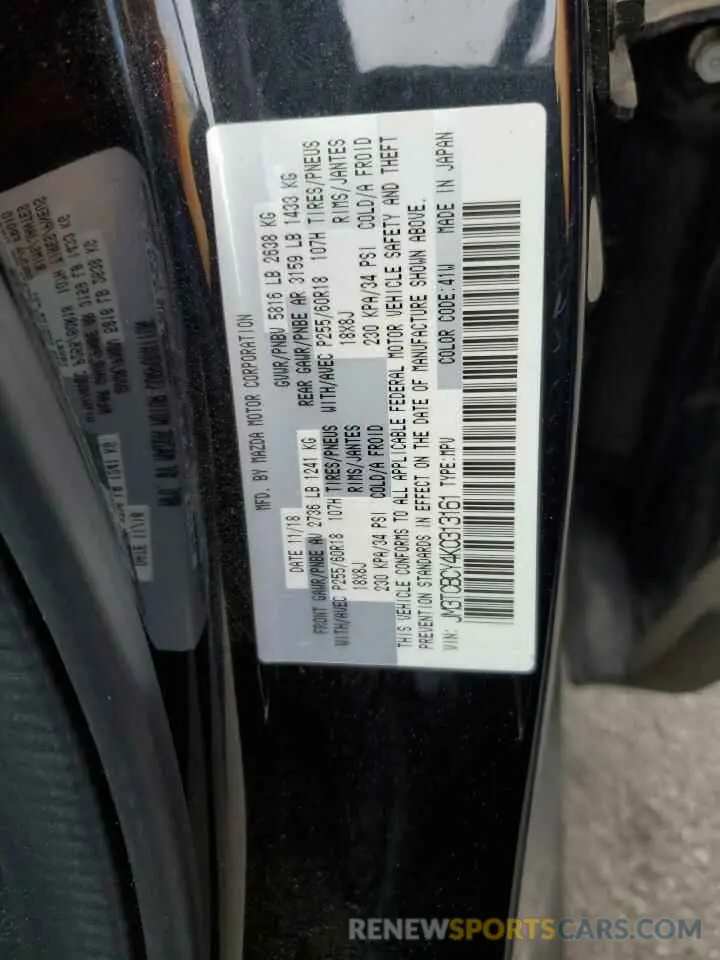 MFD. BY MAZDA MOTOR CORPORATION
DATE 11/18 GVWR/PNBV 5816 LB 2638 KG
FRONT GAWR/PNBE AV 2736 LB 1241 KG REAR GAWR/PNBE AR 3159 LB 1433 KG
WITH/AVEC P255/60R18 107H TIRES/PNEUS WITH/AVEC P255/60R18 107H TIRES/PNEUS
18X8J RIMS/JANTES 18X8J RIMS/JANTES
230 KPA/34 PSI COLD/A FROID 230 KPA/34 PSI COLD/A FROID
THIS VEHICLE CONFORMS TO ALL APPLICABLE FEDERAL MOTOR VEHICLE SAFETY AND THEFT
PREVENTION STANDARDS IN EFFECT ON THE DATE OF MANUFACTURE SHOWN ABOVE.
VIN: JM3TCBCY4K0313161 TYPE:MPV COLOR CODE:41W MADE IN JAPAN
RENEWSPORTSCARS.COM